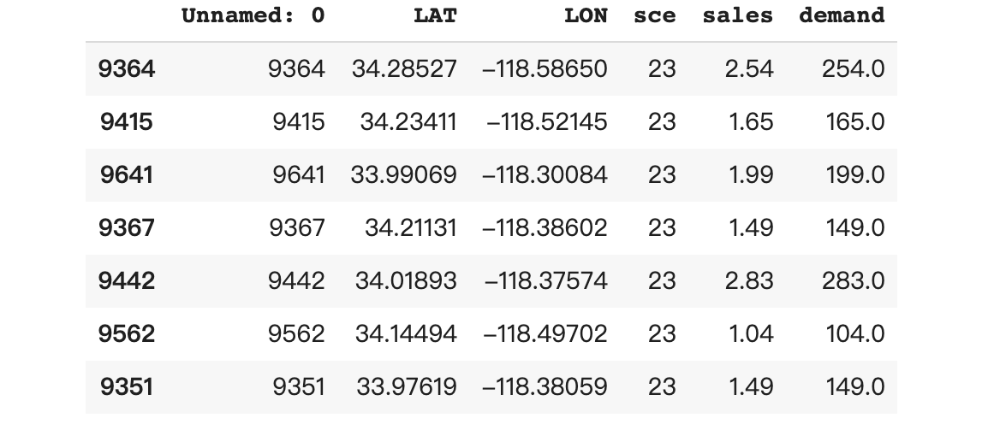 Unnamed: 0 LAT LON sce sales demand
9364 9364 34.28527 −118.58650 23 2.54 254.0
9415 9415 34.23411 −118.52145 23 1.65 165.0
9641 9641 33.99069 −118.30084 23 1.99 199.0
9367 9367 34.21131 −118.38602 23 1.49 149.0
9442 9442 34.01893 −118.37574 23 2.83 283.0
9562 9562 34.14494 −118.49702 23 1.04 104.0
9351 9351 33.97619 −118.38059 23 1.49 149.0